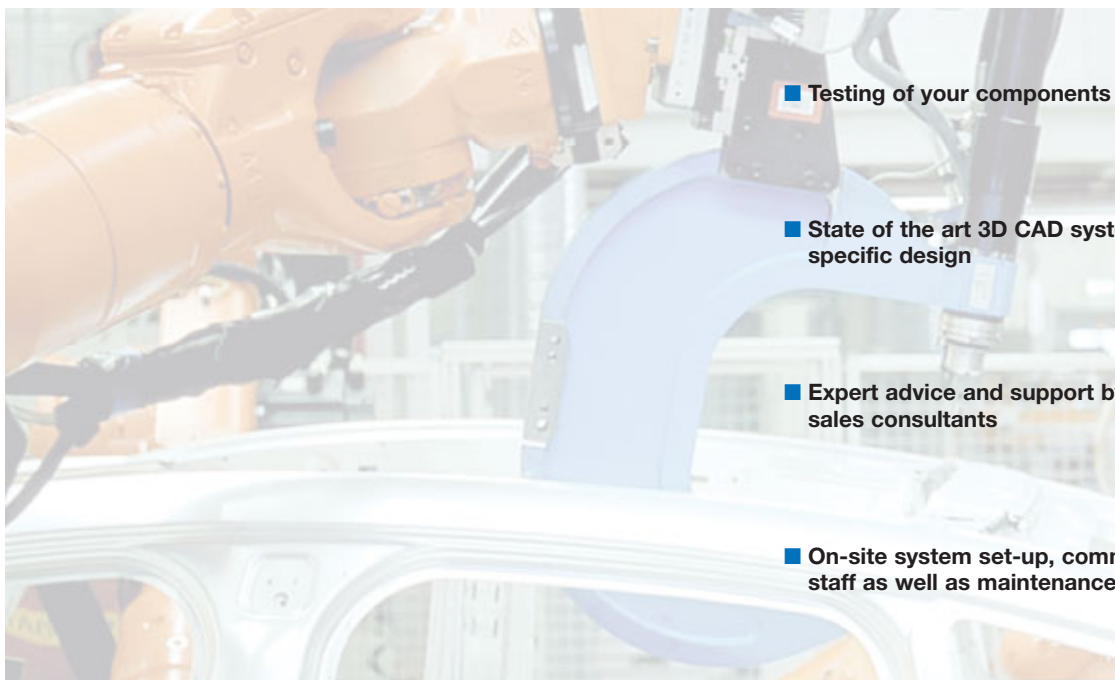 ■ Testing of your components
■ State of the art 3D CAD syst
specific design
■ Expert advice and support b
sales consultants
■ On-site system set-up, comm
staff as well as maintenance